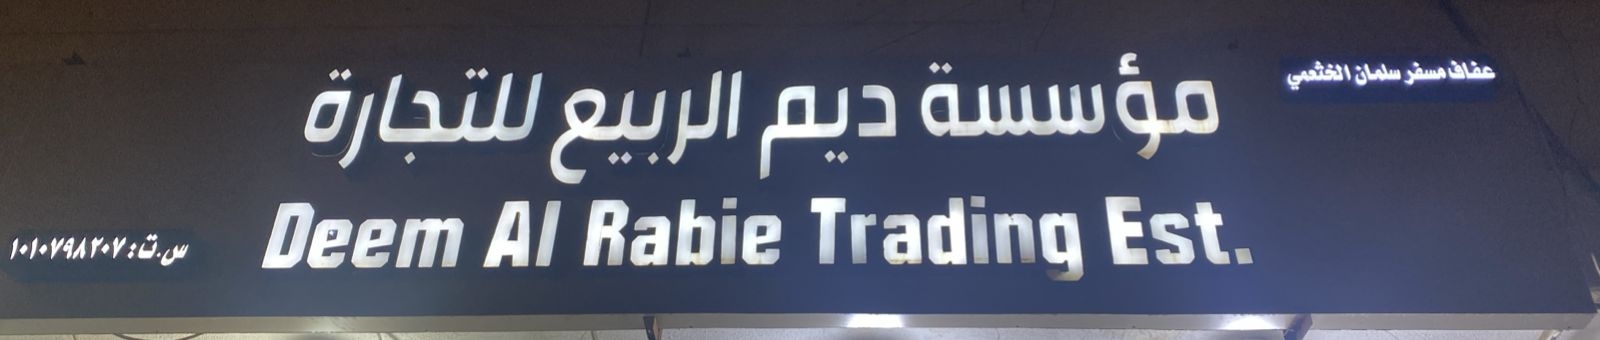 عفاف مسفر سلمان الخثعمي
مؤسسة ديم الربيع للتجارة
Deem Al Rabie Trading Est.
س.ت: ١٠١٠٧٩٨٢٠٧